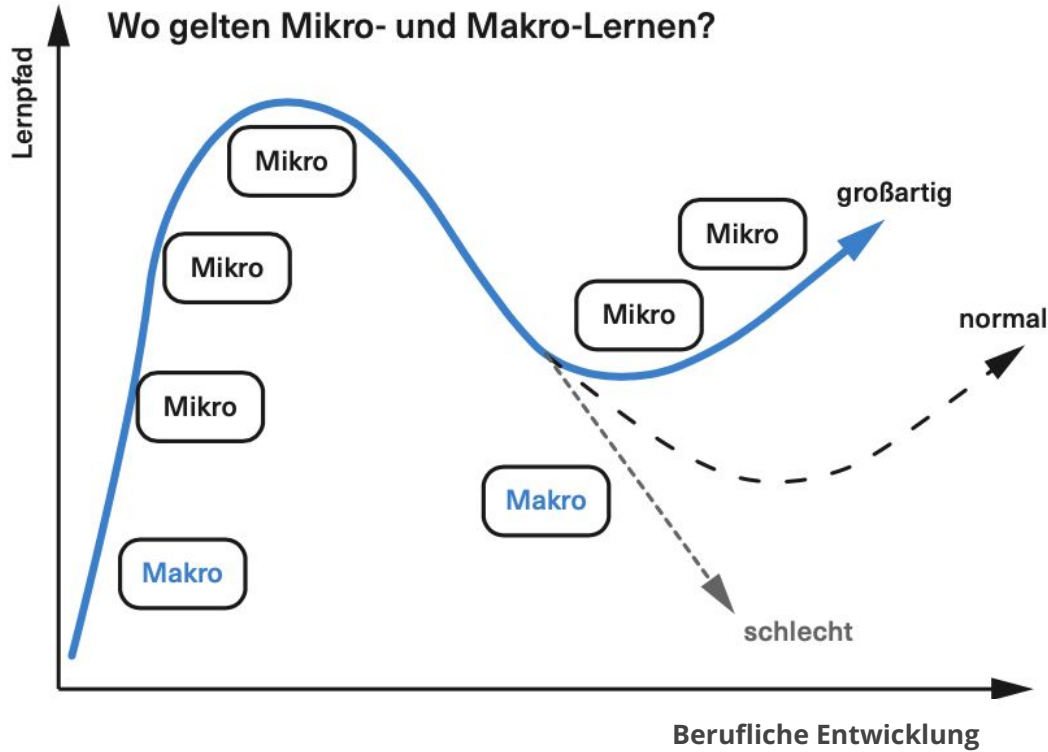 Wo gelten Mikro- und Makro-Lernen?
Lernpfad
Mikro
großartig
Mikro
Mikro
Mikro
normal
Mikro
Makro
Makro
schlecht
Berufliche Entwicklung